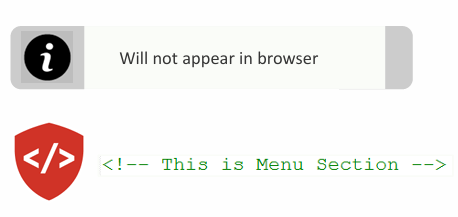 Will not appear in browser
</> <!-- This is Menu Section -->